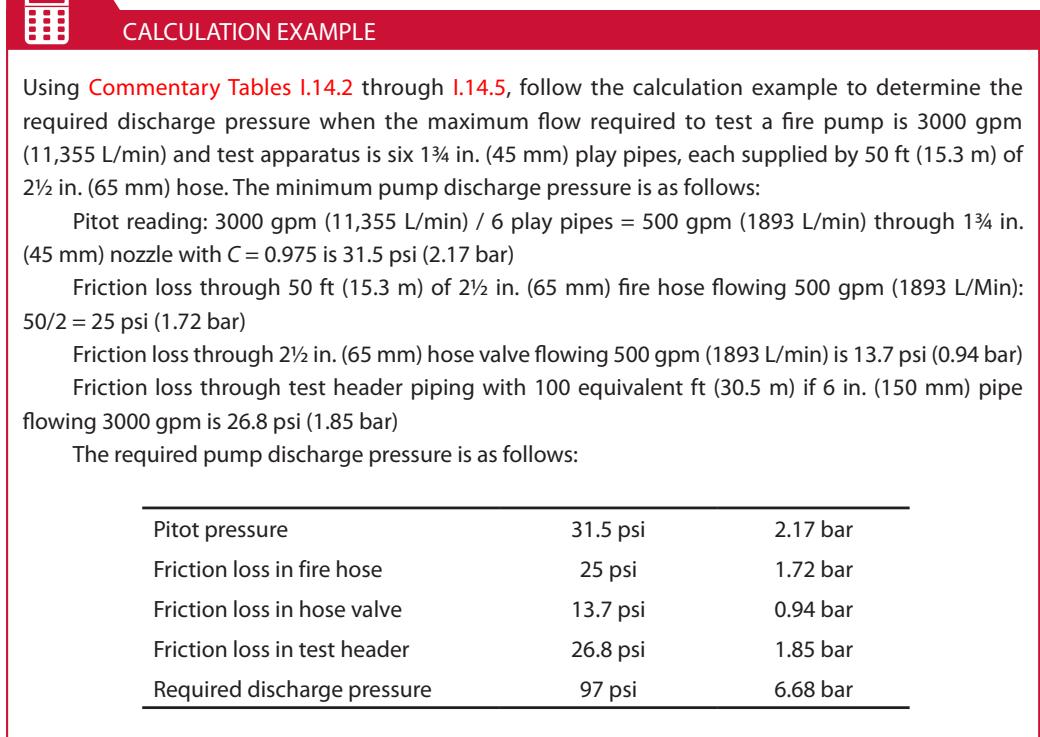 CALCULATION EXAMPLE
Using Commentary Tables I.14.2 through I.14.5, follow the calculation example to determine the
required discharge pressure when the maximum flow required to test a fire pump is 3000 gpm
(11,355 L/min) and test apparatus is six 1¾ in. (45 mm) play pipes, each supplied by 50 ft (15.3 m) of
2½ in. (65 mm) hose. The minimum pump discharge pressure is as follows:
Pitot reading: 3000 gpm (11,355 L/min) / 6 play pipes = 500 gpm (1893 L/min) through 1¾ in.
(45 mm) nozzle with C = 0.975 is 31.5 psi (2.17 bar)
Friction loss through 50 ft (15.3 m) of 2½ in. (65 mm) fire hose flowing 500 gpm (1893 L/Min):
50/2 = 25 psi (1.72 bar)
Friction loss through 2½ in. (65 mm) hose valve flowing 500 gpm (1893 L/min) is 13.7 psi (0.94 bar)
Friction loss through test header piping with 100 equivalent ft (30.5 m) if 6 in. (150 mm) pipe
flowing 3000 gpm is 26.8 psi (1.85 bar)
The required pump discharge pressure is as follows:
Pitot pressure 31.5 psi 2.17 bar
Friction loss in fire hose 25 psi 1.72 bar
Friction loss in hose valve 13.7 psi 0.94 bar
Friction loss in test header 26.8 psi 1.85 bar
Required discharge pressure 97 psi 6.68 bar